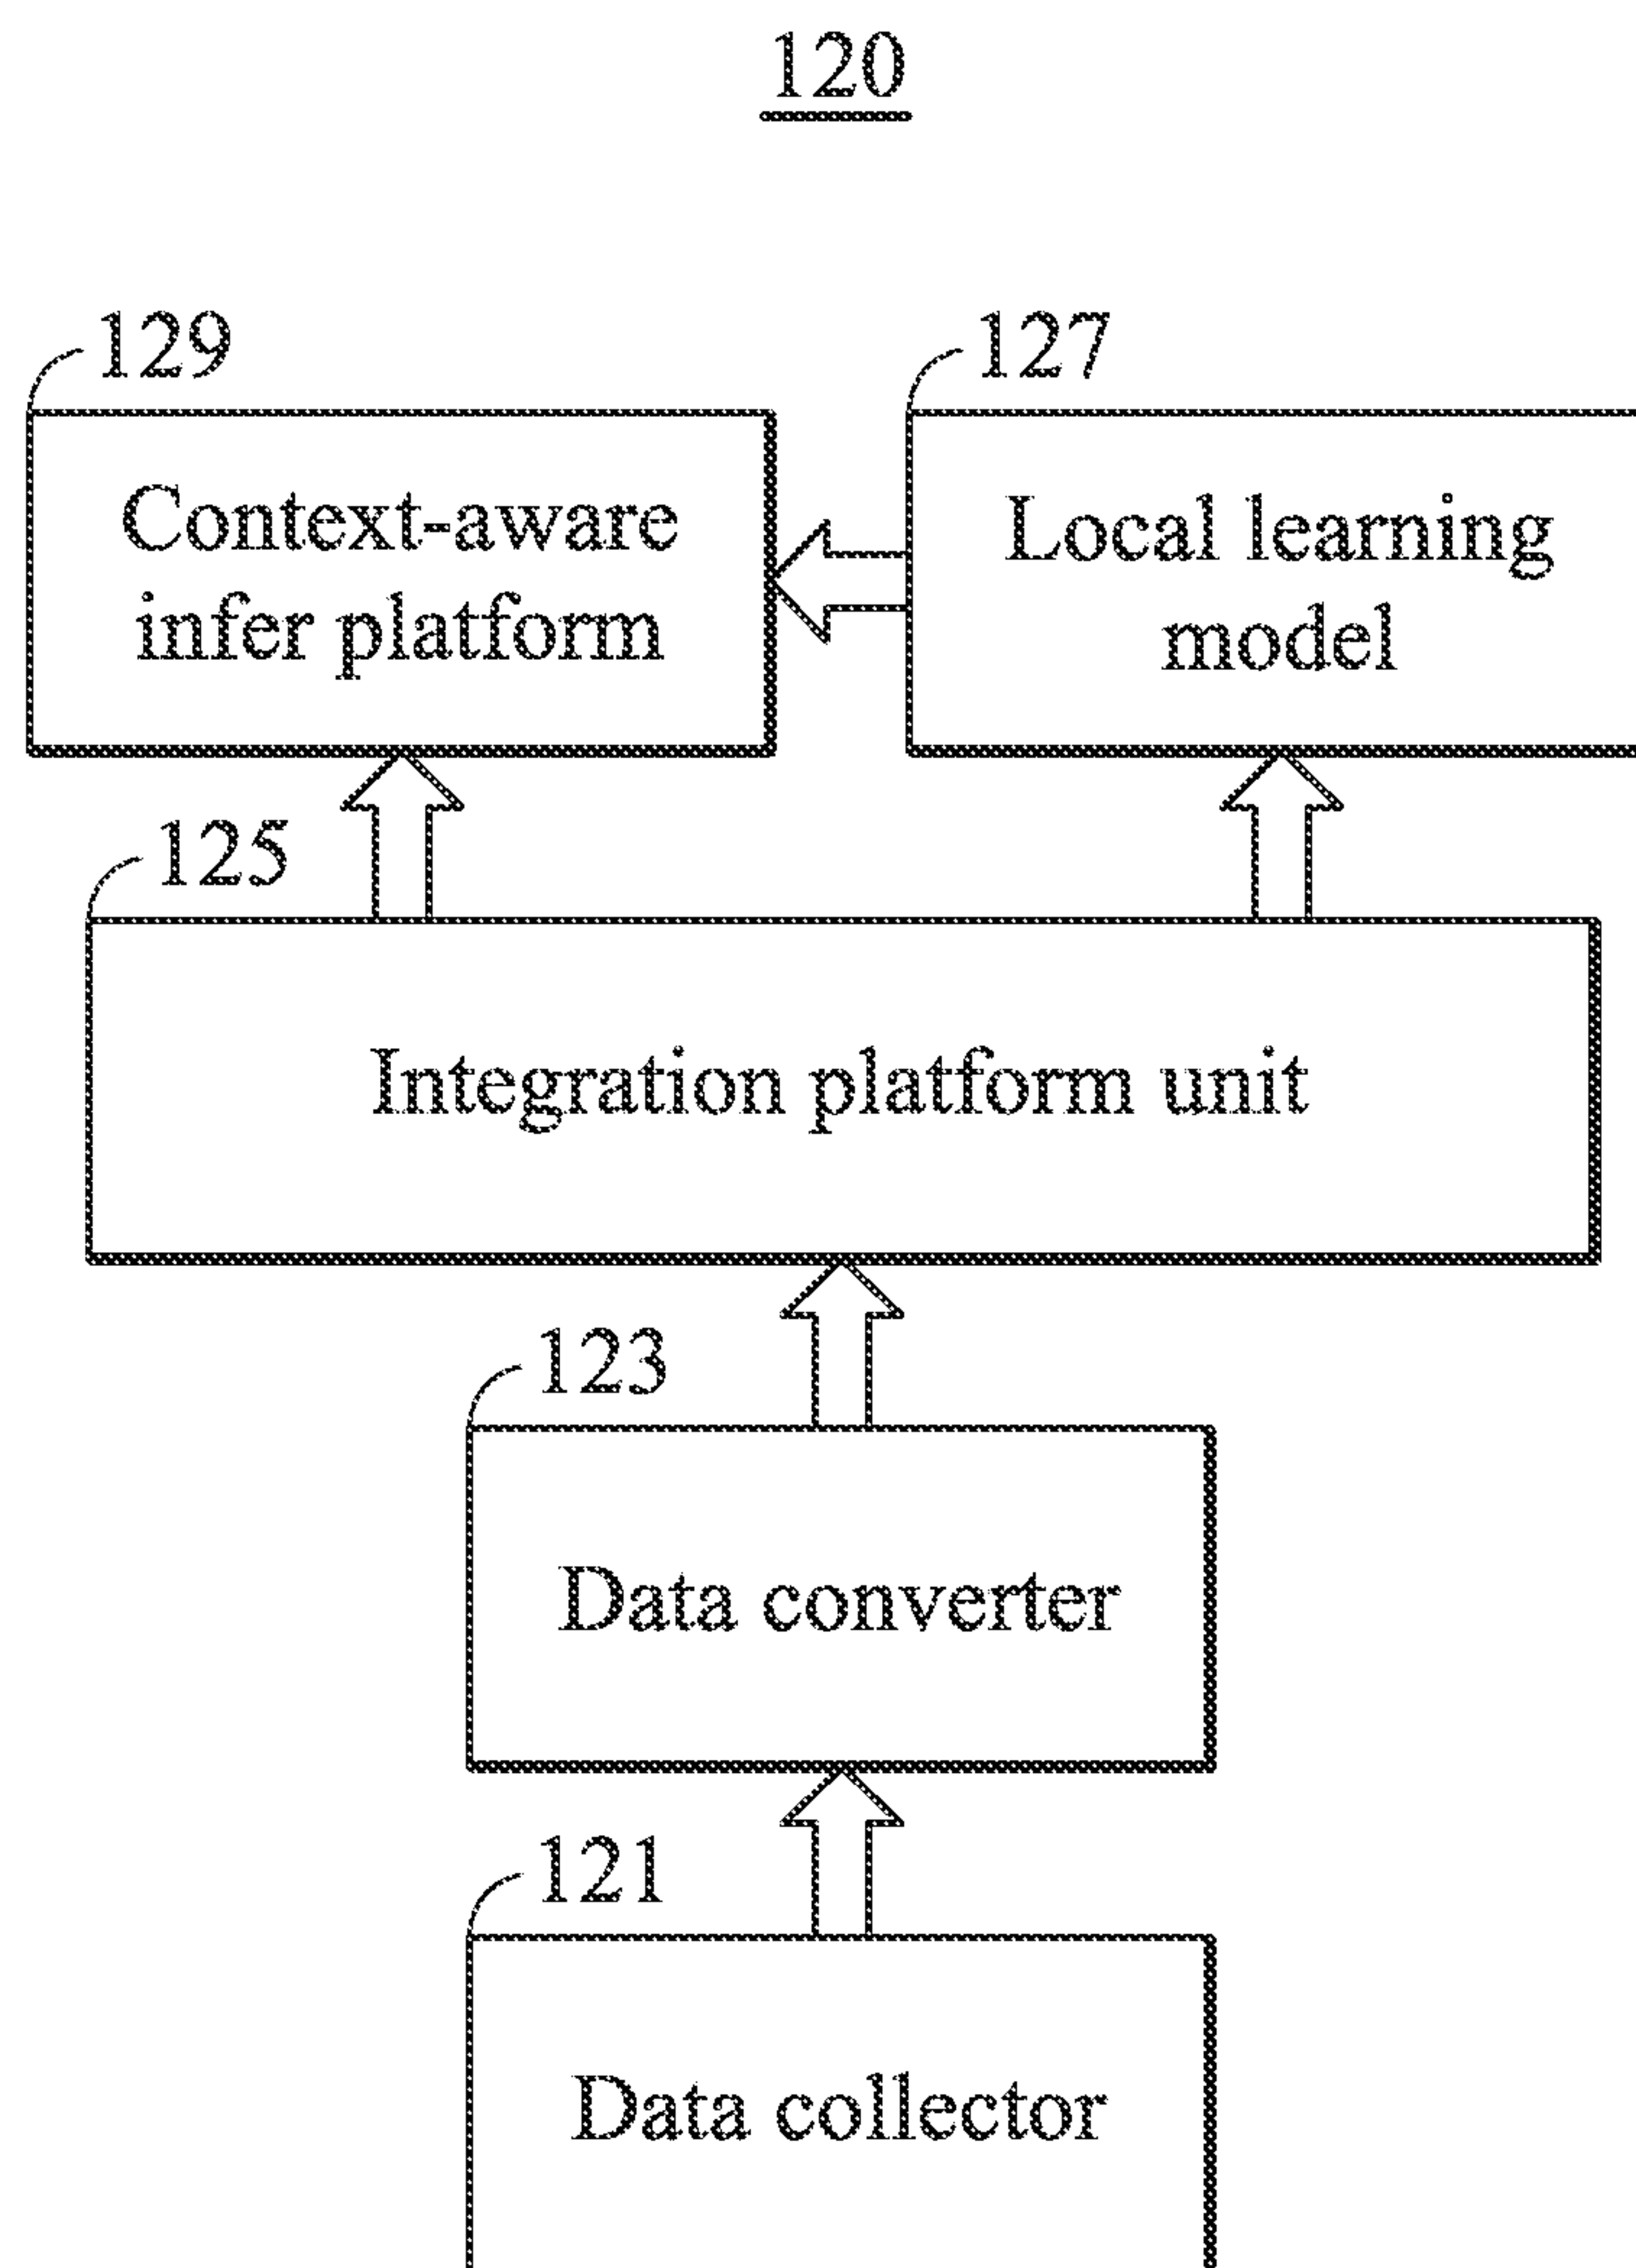 120
129
127
Context-aware
infer platform
Local learning
model
125
Integration platform unit
123
Data converter
121
Data collector